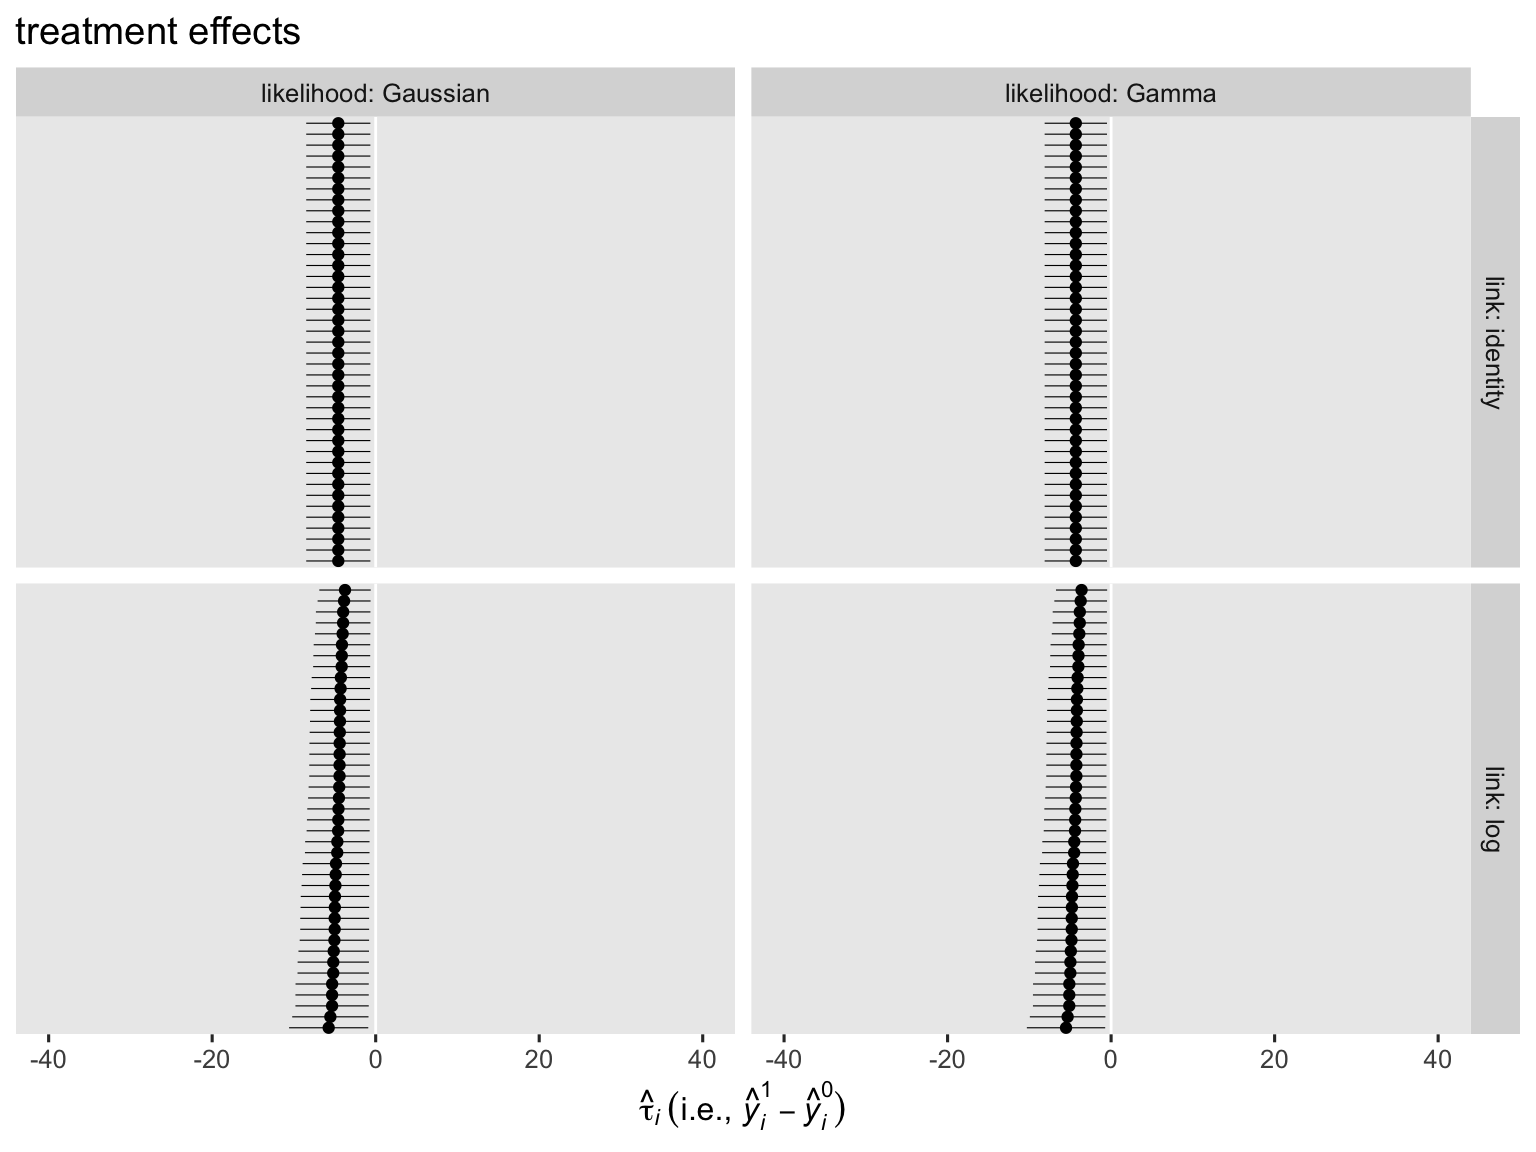 treatment effects
likelihood: Gaussian
likelihood: Gamma
link: identity
link: log
-40 -20 0 20 40
-40 -20 0 20 40
τ̂ᵢ (i.e., ŷᵢ¹ − ŷᵢ⁰)